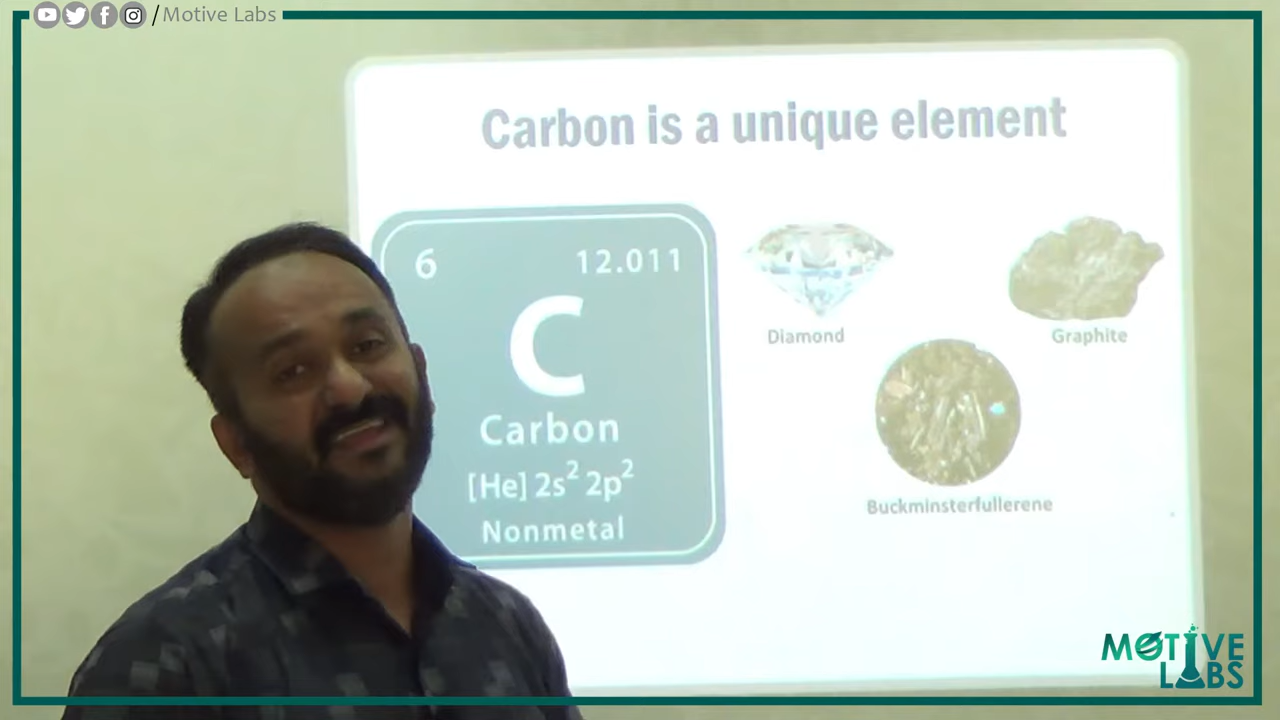 /Motive Labs
Carbon is a unique element
6
12.011
C
Carbon
[He] 2s² 2p²
Nonmetal
Diamond
Graphite
Buckminsterfullerene
MOTIVE
LABS